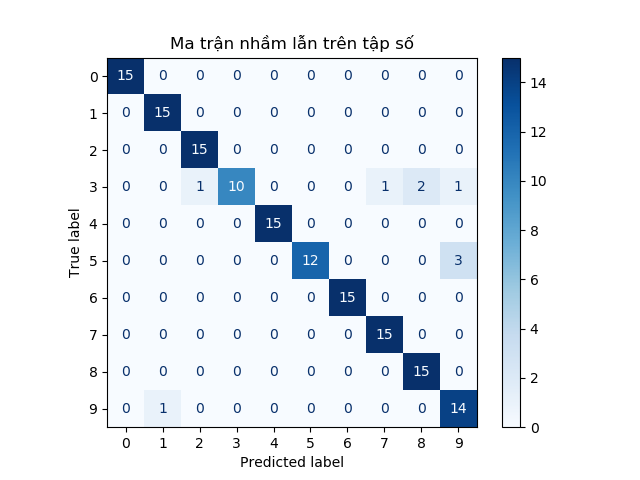 Ma trận nhầm lẫn trên tập số
True label
0 15 0 0 0 0 0 0 0 0 0
1 0 15 0 0 0 0 0 0 0 0
2 0 0 15 0 0 0 0 0 0 0
3 0 0 1 10 0 0 0 1 2 1
4 0 0 0 0 15 0 0 0 0 0
5 0 0 0 0 0 12 0 0 0 3
6 0 0 0 0 0 0 15 0 0 0
7 0 0 0 0 0 0 0 15 0 0
8 0 0 0 0 0 0 0 0 15 0
9 0 1 0 0 0 0 0 0 0 14
0 1 2 3 4 5 6 7 8 9
Predicted label
14
12
10
8
6
4
2
0